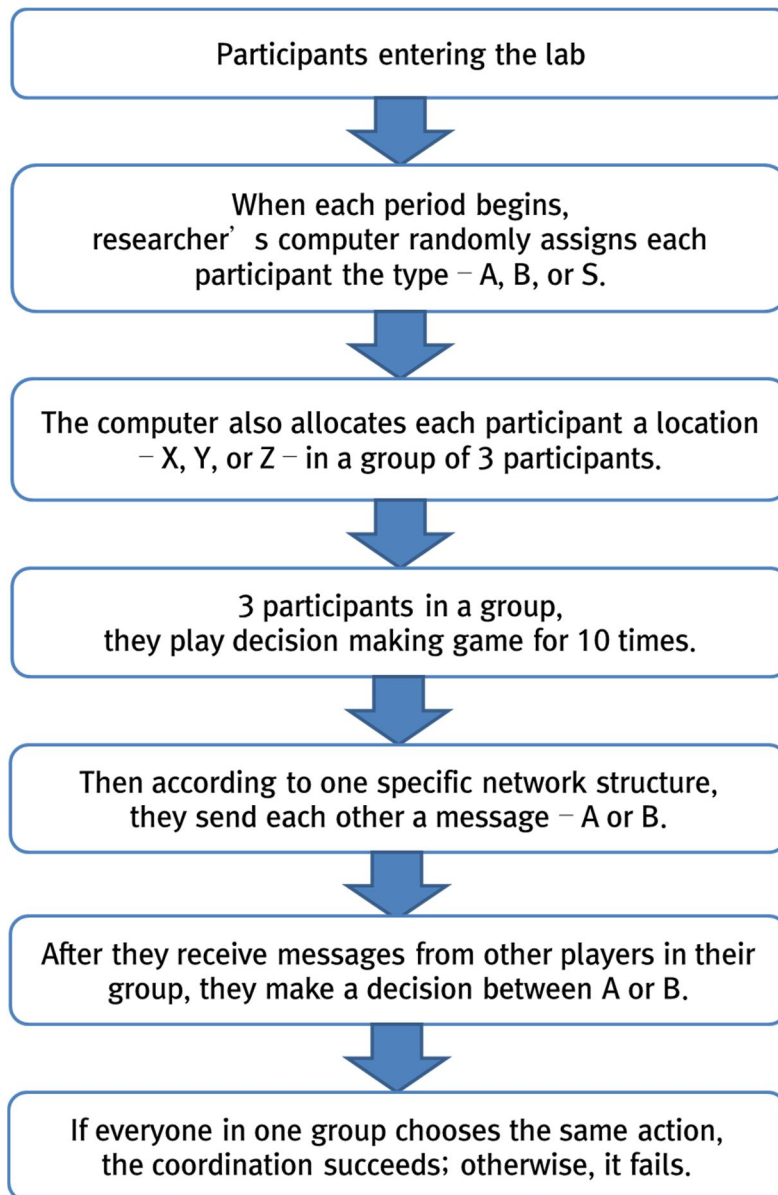 Participants entering the lab
When each period begins,
researcher’ s computer randomly assigns each
participant the type – A, B, or S.
The computer also allocates each participant a location
– X, Y, or Z – in a group of 3 participants.
3 participants in a group,
they play decision making game for 10 times.
Then according to one specific network structure,
they send each other a message – A or B.
After they receive messages from other players in their
group, they make a decision between A or B.
If everyone in one group chooses the same action,
the coordination succeeds; otherwise, it fails.